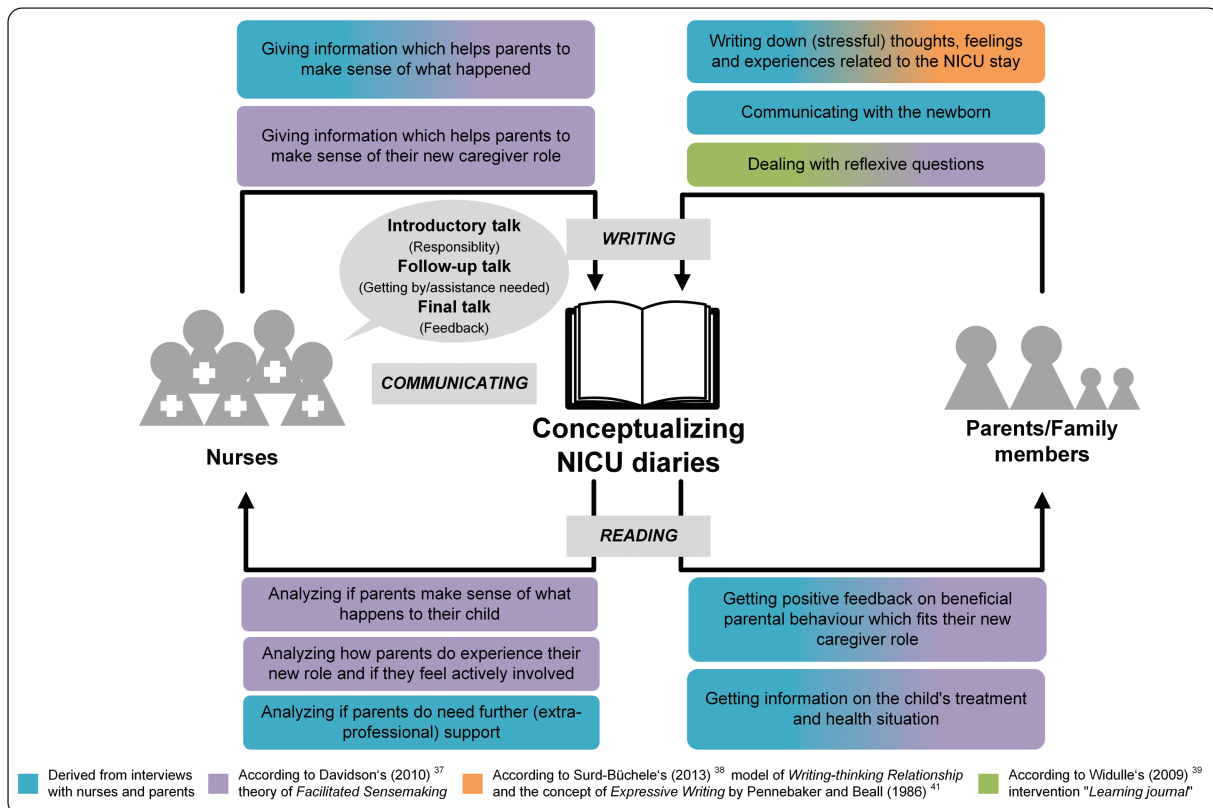 Giving information which helps parents to
make sense of what happened
Giving information which helps parents to
make sense of their new caregiver role
Writing down (stressful) thoughts, feelings
and experiences related to the NICU stay
Communicating with the newborn
Dealing with reflexive questions
Introductory talk
(Responsiblity)
Follow-up talk
(Getting by/assistance needed)
Final talk
(Feedback)
WRITING
COMMUNICATING
Nurses
Conceptualizing
NICU diaries
Parents/Family
members
READING
Analyzing if parents make sense of what
happens to their child
Analyzing how parents do experience their
new role and if they feel actively involved
Analyzing if parents do need further (extra-
professional) support
Getting positive feedback on beneficial
parental behaviour which fits their new
caregiver role
Getting information on the child's treatment
and health situation
Derived from interviews
with nurses and parents
According to Davidson‘s (2010) 37
theory of Facilitated Sensemaking
According to Surd-Büchele‘s (2013) 38 model of Writing-thinking Relationship
and the concept of Expressive Writing by Pennebaker and Beall (1986) 41
According to Widulle‘s (2009) 39
intervention "Learning journal"